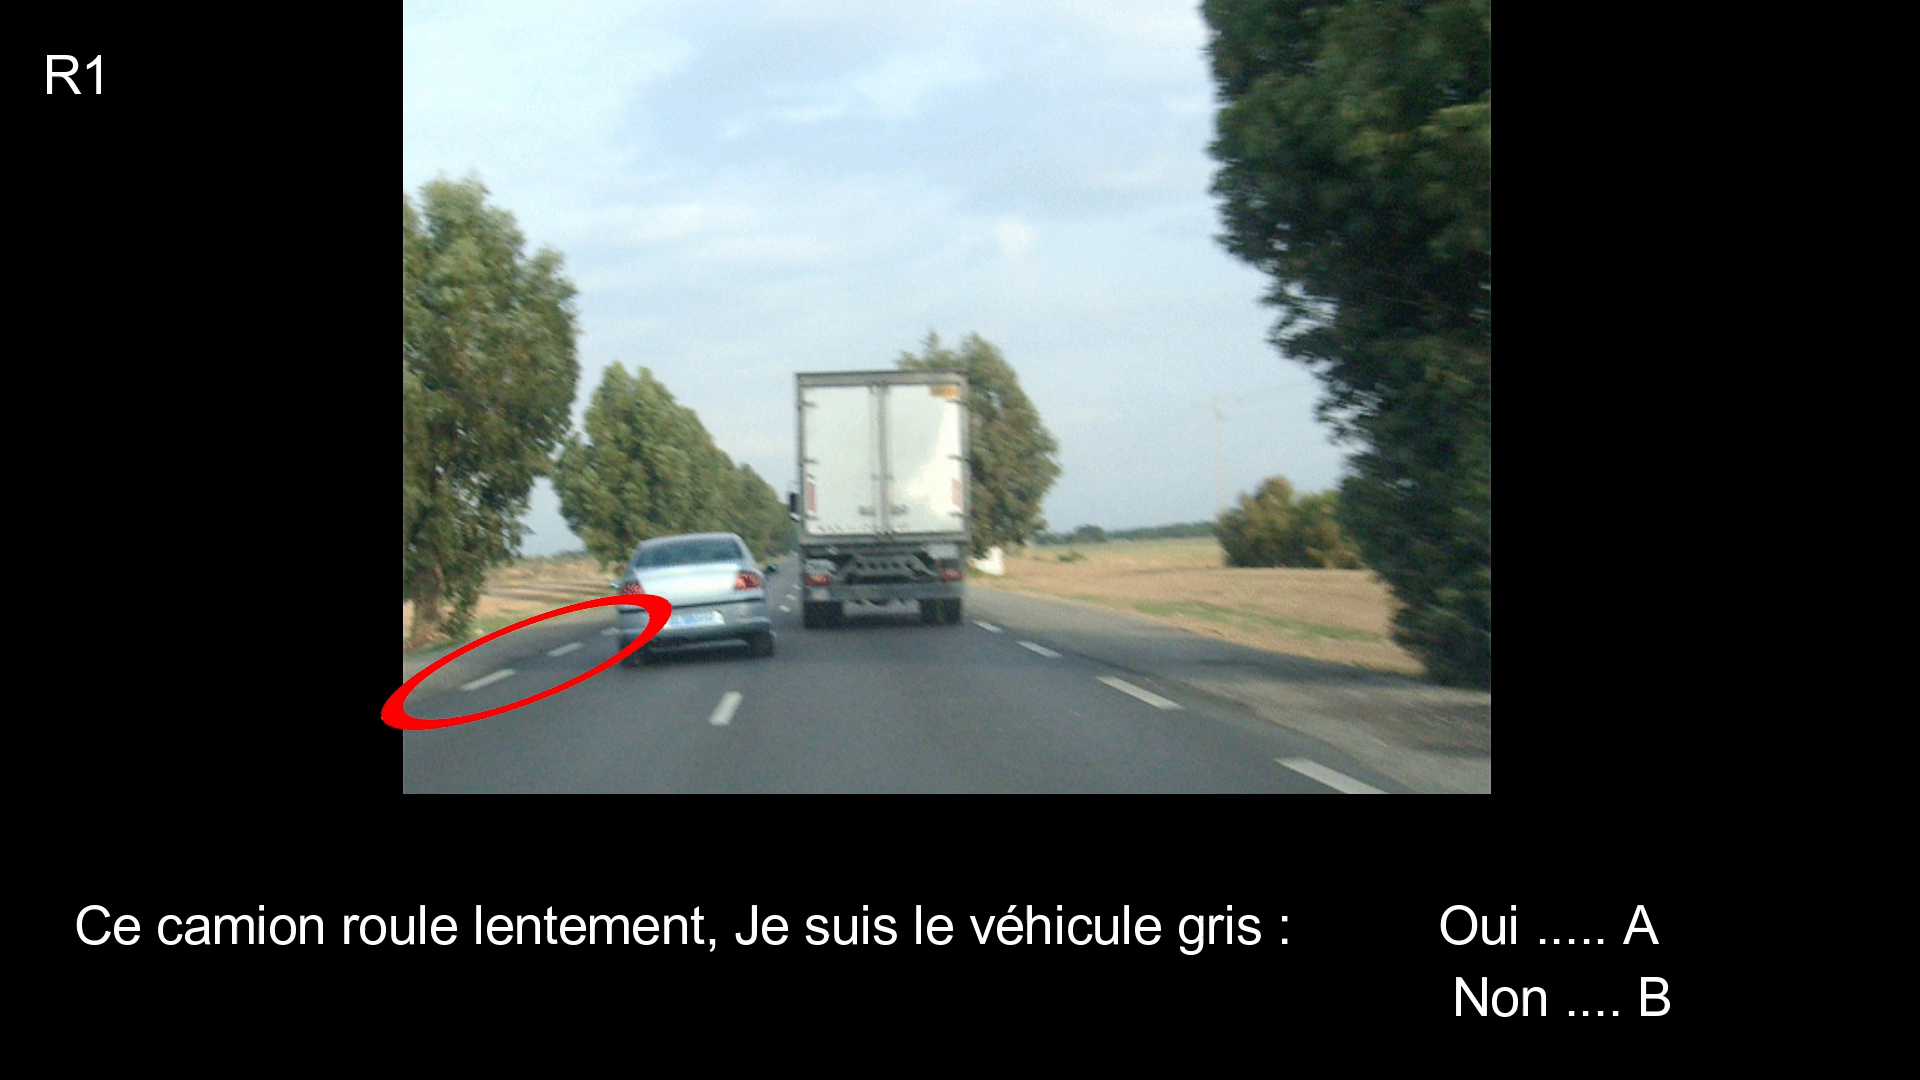 R1
Ce camion roule lentement, Je suis le véhicule gris : Oui ..... A
Non .... B